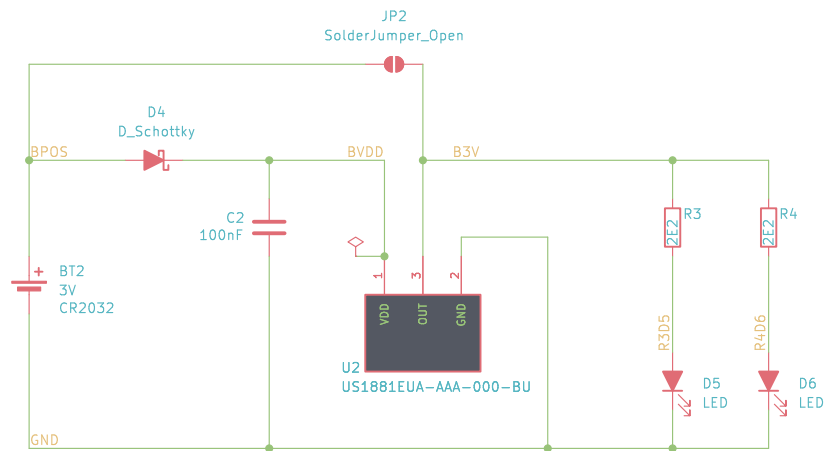 JP2
SolderJumper_Open
D4
D_Schottky
BPOS
BVDD
B3V
C2
100nF
R3
2E2
R4
2E2
BT2
3V
CR2032
1
3
2
VDD
OUT
GND
U2
US1881EUA-AAA-000-BU
R3D5
R4D6
D5
LED
D6
LED
GND